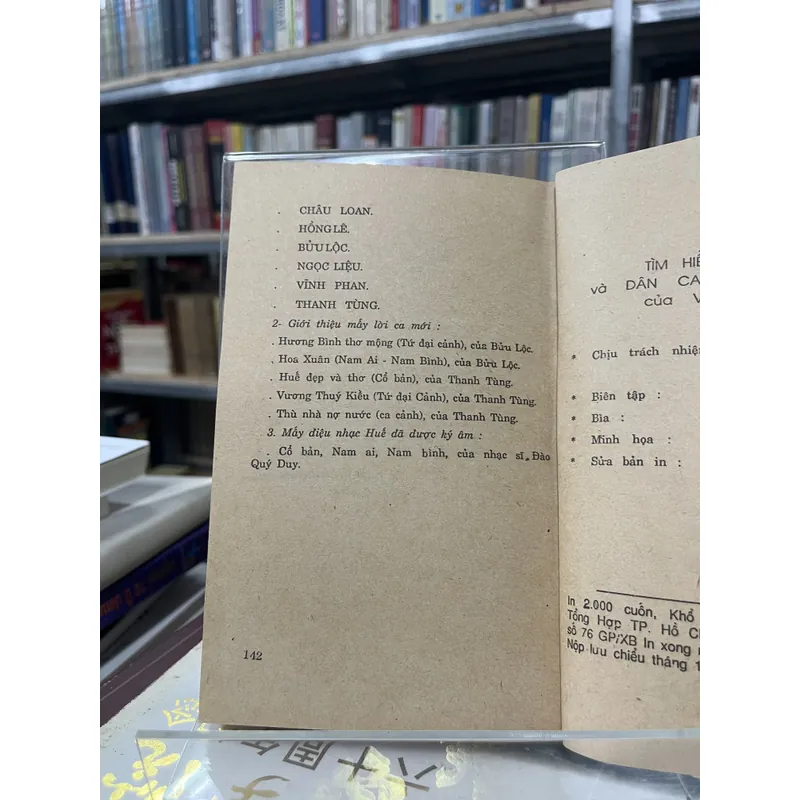 . CHÂU LOAN.
. HỒNG LÊ.
. BỬU LỘC.
. NGỌC LIỆU.
. VĨNH PHAN.
. THANH TÙNG.
2- Giới thiệu mấy lời ca mới :
. Hương Bình thơ mộng (Tứ đại cảnh), của Bửu Lộc.
. Hoa Xuân (Nam Ai - Nam Bình), của Bửu Lộc.
. Huế đẹp và thơ (Cổ bản), của Thanh Tùng.
. Vương Thuý Kiều (Tứ đại Cảnh), của Thanh Tùng.
. Thù nhà nợ nước (ca cảnh), của Thanh Tùng.
3. Mấy diệu nhạc Huế đã được ký âm :
. Cổ bản, Nam ai, Nam bình, của nhạc sĩ Đào
Quý Duy.
142
TÌM
và DÂN CA
của
* Chịu trách nhiệm
* Biên tập :
* Bìa :
* Minh họa :
* Sửa bản in :
In 2.000 cuốn, Khổ
Tổng Hợp TP. Hồ
số 76 GP/XB In xong
Nộp lưu chiểu tháng
六十周年